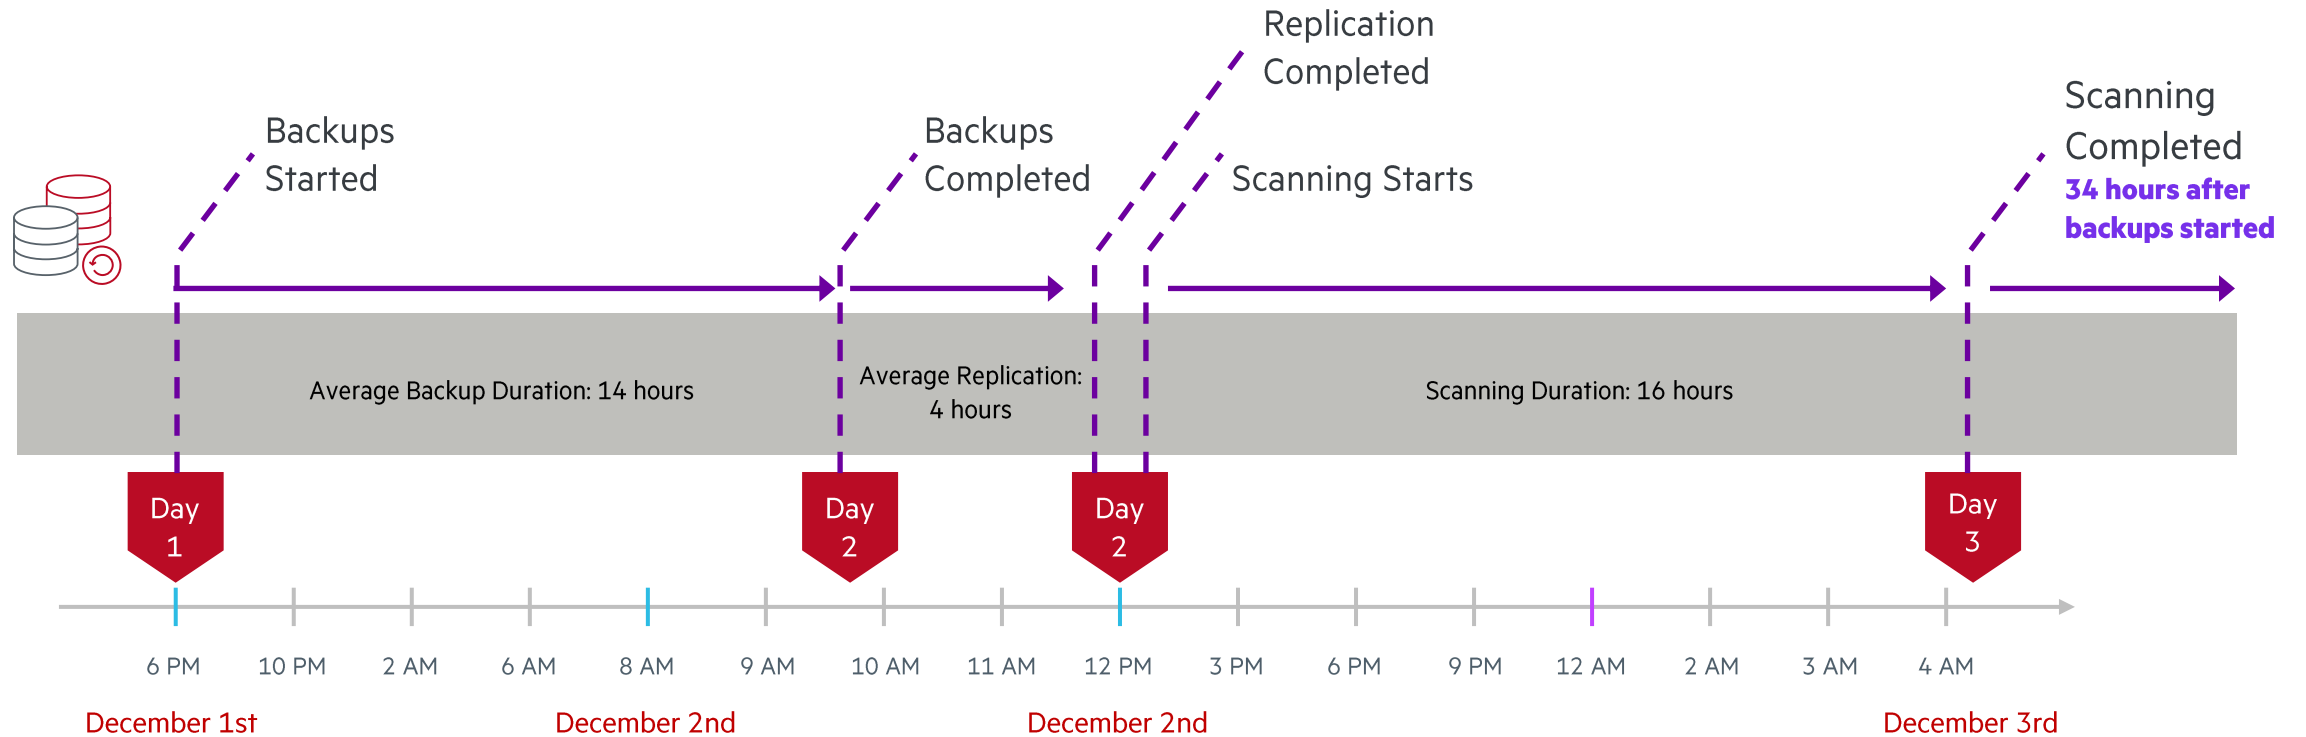 Replication
Completed
Scanning
Completed
34 hours after
backups started
Backups
Started
Backups
Completed
Scanning Starts
Average Backup Duration: 14 hours
Average Replication:
4 hours
Scanning Duration: 16 hours
Day
1
Day
2
Day
2
Day
3
6 PM
10 PM
2 AM
6 AM
8 AM
9 AM
10 AM
11 AM
12 PM
3 PM
6 PM
9 PM
12 AM
2 AM
3 AM
4 AM
December 1st
December 2nd
December 2nd
December 3rd